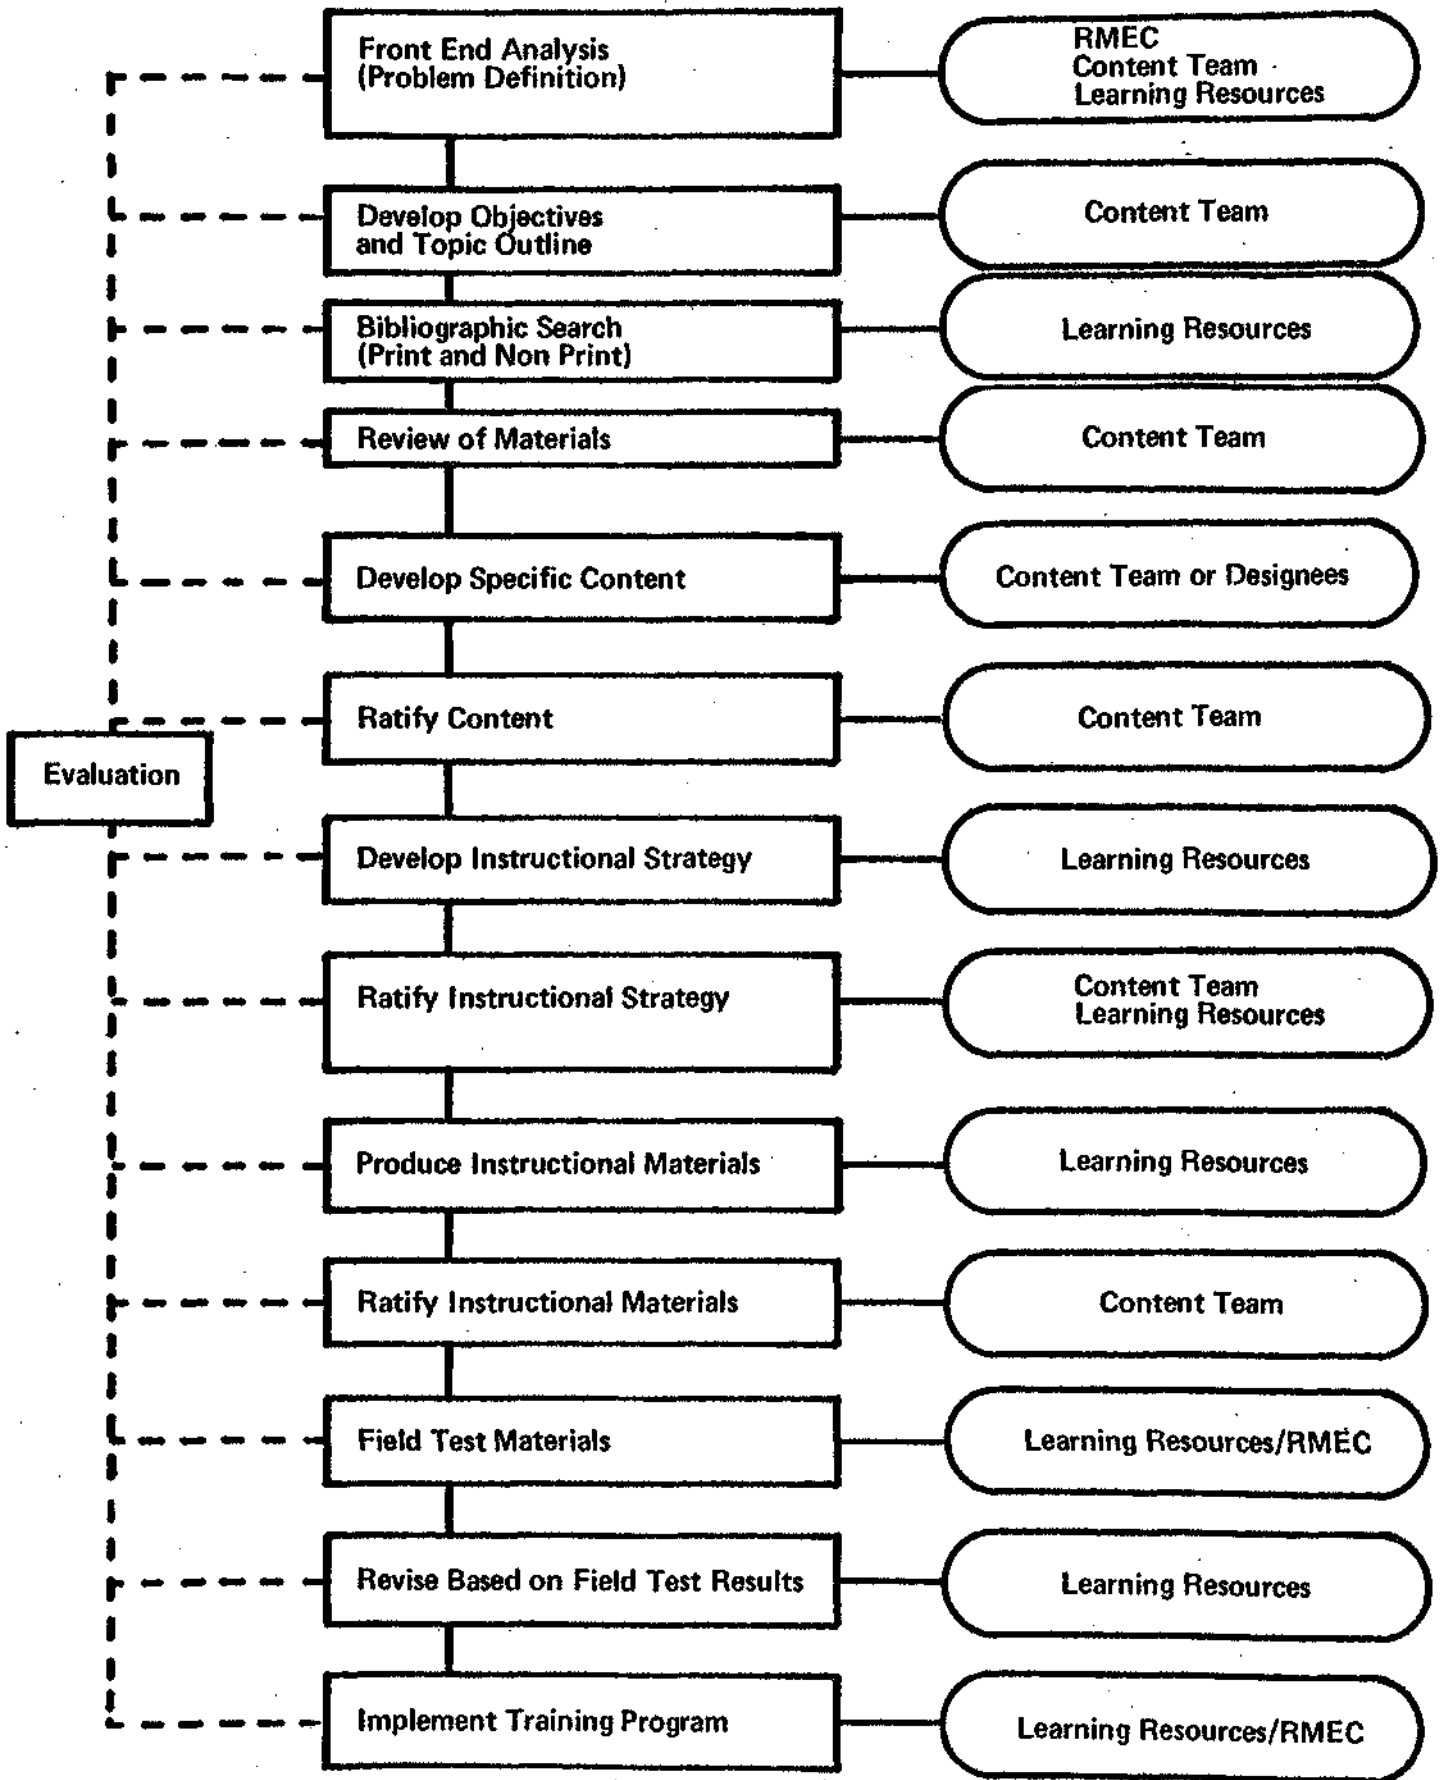 Front End Analysis
(Problem Definition)
RMEC
Content Team
Learning Resources
Develop Objectives
and Topic Outline
Content Team
Bibliographic Search
(Print and Non Print)
Learning Resources
Review of Materials
Content Team
Develop Specific Content
Content Team or Designees
Ratify Content
Content Team
Evaluation
Develop Instructional Strategy
Learning Resources
Ratify Instructional Strategy
Content Team
Learning Resources
Produce Instructional Materials
Learning Resources
Ratify Instructional Materials
Content Team
Field Test Materials
Learning Resources/RMEC
Revise Based on Field Test Results
Learning Resources
Implement Training Program
Learning Resources/RMEC